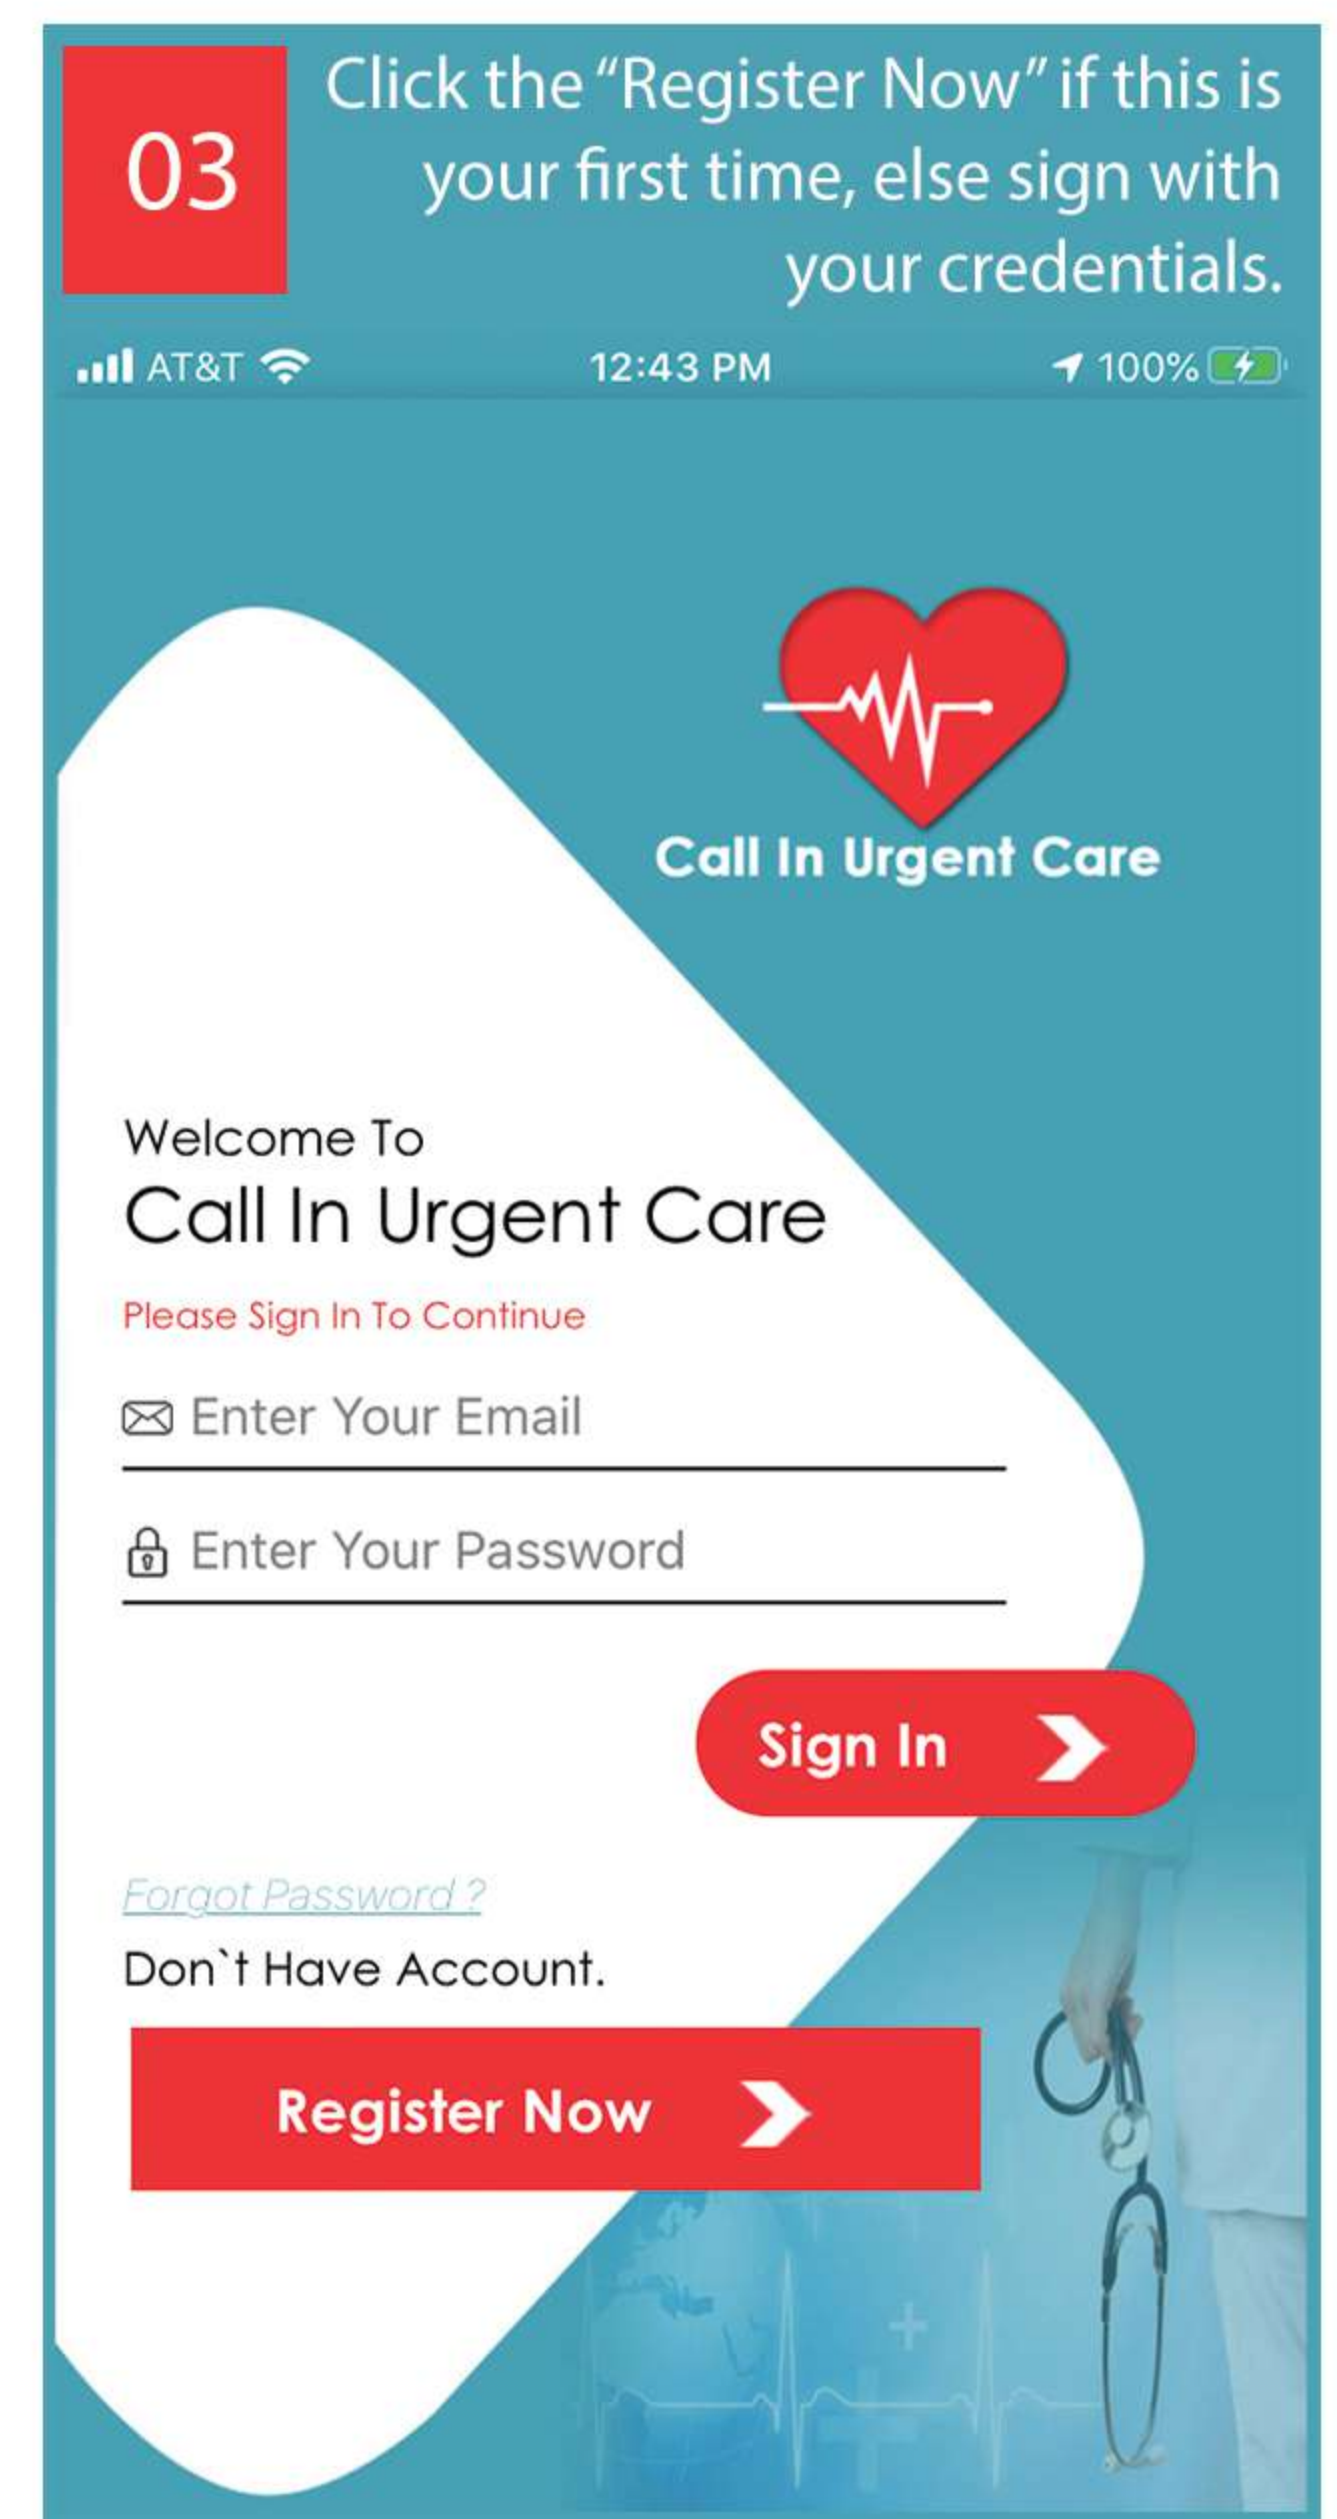 03
Click the “Register Now” if this is
your first time, else sign with
your credentials.
AT&T 12:43 PM 100%
Call In Urgent Care
Welcome To
Call In Urgent Care
Please Sign In To Continue
Enter Your Email
Enter Your Password
Sign In
Forgot Password ?
Don`t Have Account.
Register Now